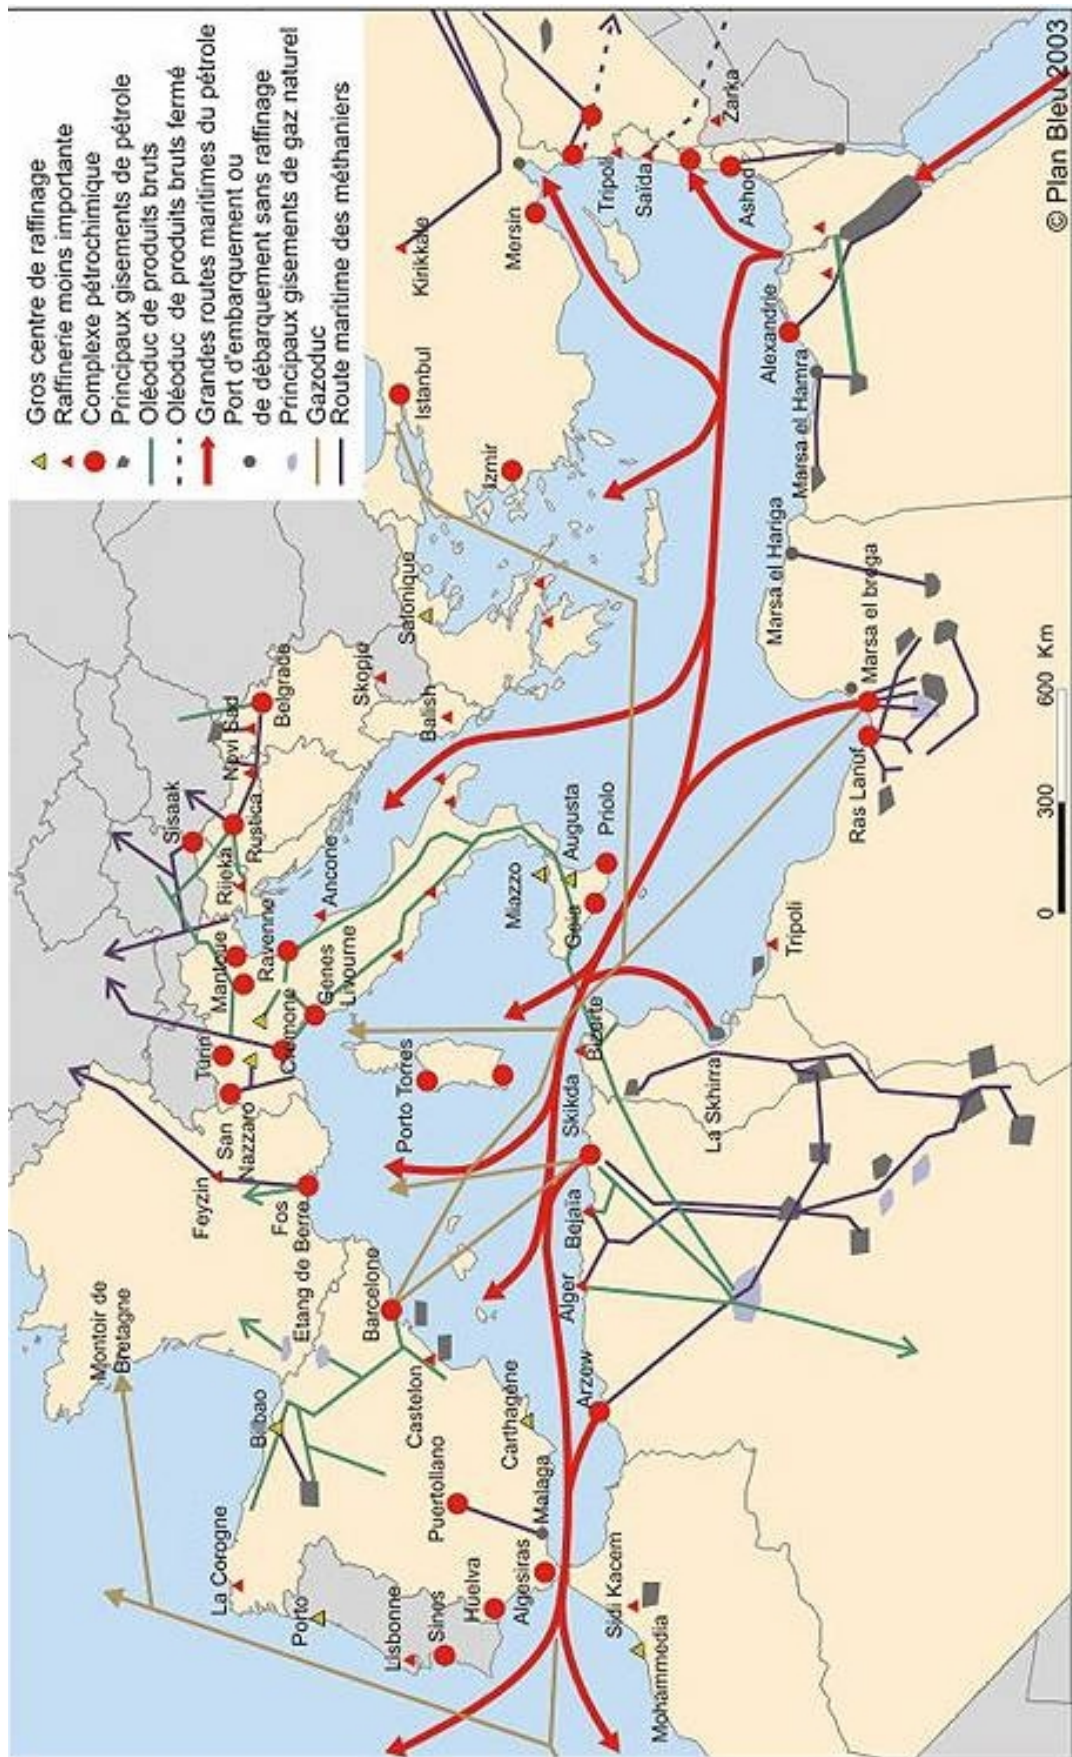 Gros centre de raffinage
Raffinerie moins importante
Complexe pétrochimique
Principaux gisements de pétrole
Oléoduc de produits bruts
Oléoduc de produits bruts fermé
Grandes routes maritimes du pétrole
Port d'embarquement ou
de débarquement sans raffinage
Principaux gisements de gaz naturel
Gazoduc
Route maritime des méthaniers
Montoir de
Bretagne
Feyzin
San
Nazzaro
Turin
Mantoue
Cremone
Ravenne
Rijeka
Sisaak
Rustica
Novi Sad
Belgrade
Fos
Etang de Berre
Genes
Livourne
Ancone
Skopje
Balish
Salonique
Istanbul
Kirikkale
La Corogne
Bilbao
Porto
Lisbonne
Sines
Huelva
Algesiras
Puertollano
Malaga
Carthagène
Castelon
Barcelone
Porto Torres
Miazzo
Augusta
Gela
Priolo
Izmir
Mersin
Tripoli
Saïda
Ashod
Zarka
Sidi Kacem
Mohammedia
Arzew
Alger
Bejaïa
Skikda
Bizerte
La Skhirra
Tripoli
Ras Lanuf
Marsa el brega
Marsa el Hariga
Marsa el Hamra
Alexandrie
0 300 600 Km
© Plan Bleu 2003